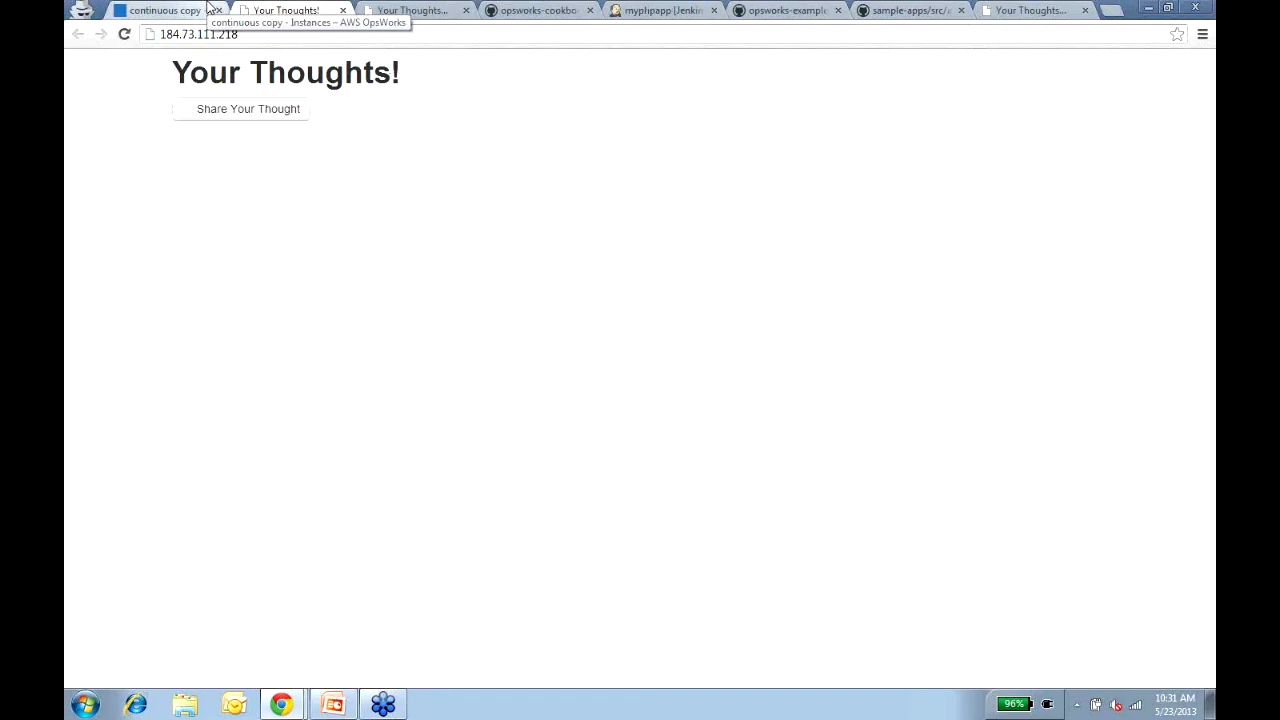 continuous copy
Your Thoughts!
Your Thoughts...
opsworks-cookbo
myphpapp [Jenkin
opsworks-example
sample-apps/src/a
Your Thoughts...
continuous copy - Instances – AWS OpsWorks
184.73.111.218
Your Thoughts!
Share Your Thought
96%
10:31 AM
5/23/2013